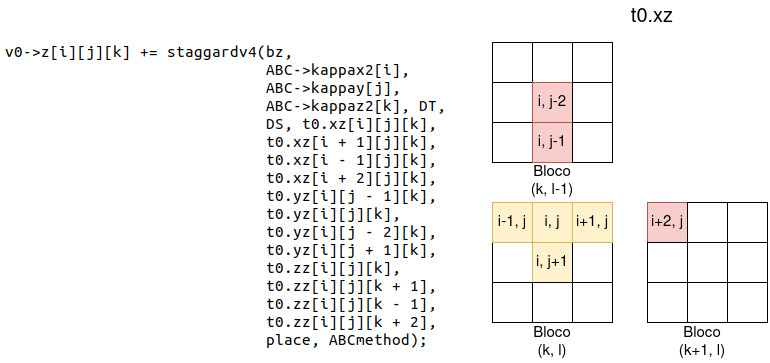 t0.xz
v0->z[i][j][k] += staggardv4(bz,
ABC->kappax2[i],
ABC->kappay[j],
ABC->kappaz2[k], DT,
DS, t0.xz[i][j][k],
t0.xz[i + 1][j][k],
t0.xz[i - 1][j][k],
t0.xz[i + 2][j][k],
t0.yz[i][j - 1][k],
t0.yz[i][j][k],
t0.yz[i][j - 2][k],
t0.yz[i][j + 1][k],
t0.zz[i][j][k],
t0.zz[i][j][k + 1],
t0.zz[i][j][k - 1],
t0.zz[i][j][k + 2],
place, ABCmethod);
i, j-2
i, j-1
Bloco
(k, l-1)
i-1, j
i, j
i+1, j
i, j+1
Bloco
(k, l)
i+2, j
Bloco
(k+1, l)